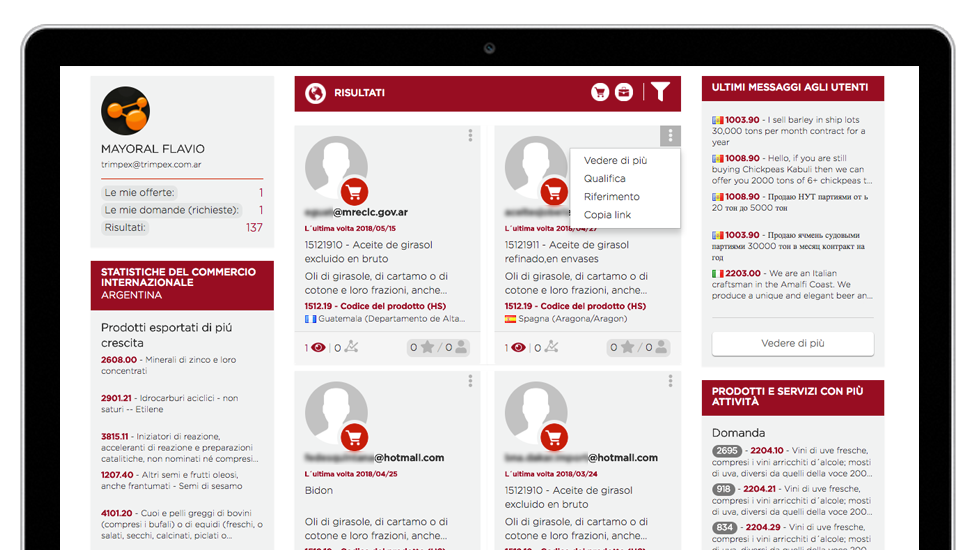 MAYORAL FLAVIO
trimpex@trimpex.com.ar
Le mie offerte: 1
Le mie domande (richieste): 1
Risultati: 137
STATISTICHE DEL COMMERCIO
INTERNAZIONALE
ARGENTINA
Prodotti esportati di piú
crescita
2608.00 - Minerali di zinco e loro
concentrati
2901.21 - Idrocarburi aciclici - non
saturi -- Etilene
3815.11 - Iniziatori di reazione,
acceleranti di reazione e preparazioni
catalitiche, non nominati né compresi...
1207.40 - Altri semi e frutti oleosi,
anche frantumati - Semi di sesamo
4101.20 - Cuoi e pelli greggi di bovini
(compresi i bufali) o di equidi (freschi, o
salati, secchi, calcinati, piclati o...
RISULTATI
@mrecic.gov.ar
L´ultima volta 2018/05/15
15121910 - Aceite de girasol
excluido en bruto
Oli di girasole, di cartamo o di
cotone e loro frazioni, anche...
1512.19 - Codice del prodotto (HS)
Guatemala (Departamento de Alta...
1 | 0 0 / 0
Vedere di più
Qualifica
Riferimento
Copia link
L´ultima volta 2018/04/27
15121911 - Aceite de girasol
refinado,en envases
Oli di girasole, di cartamo o di
cotone e loro frazioni, anche...
1512.19 - Codice del prodotto (HS)
Spagna (Aragona/Aragon)
1 | 0 0 / 0
@hotmail.com
L´ultima volta 2018/04/25
Bidon
Oli di girasole, di cartamo o di
cotone e loro frazioni, anche...
1512.19 - Codice del prodotto (HS)
@hotmail.com
L´ultima volta 2018/03/24
15121910 - Aceite de girasol
excluido en bruto
Oli di girasole, di cartamo o di
cotone e loro frazioni, anche...
1512.19 - Codice del prodotto (HS)
ULTIMI MESSAGGI AGLI UTENTI
1003.90 - I sell barley in ship lots
30,000 tons per month contract for a
year
1008.90 - Hello, if you are still
buying Chickpeas Kabuli then we can
offer you 2000 tons of 6+ chickpeas t...
1008.90 - Продаю НУТ партиями от ь
20 тон до 5000 тон
1003.90 - Продаю ячмень судовыми
партиями 30000 тон в месяц контракт на
год
2203.00 - We are an Italian
craftsman in the Amalfi Coast. We
produce a unique and elegant beer an...
Vedere di più
PRODOTTI E SERVIZI CON PIÙ
ATTIVITÀ
Domanda
2695 - 2204.10 - Vini di uve fresche,
compresi i vini arricchiti d´alcole; mosti
di uva, diversi da quelli della voce 200...
918 - 2204.21 - Vini di uve fresche,
compresi i vini arricchiti d´alcole; mosti
di uva, diversi da quelli della voce 200...
834 - 2204.29 - Vini di uve fresche,
compresi i vini arricchiti d´alcole; mosti